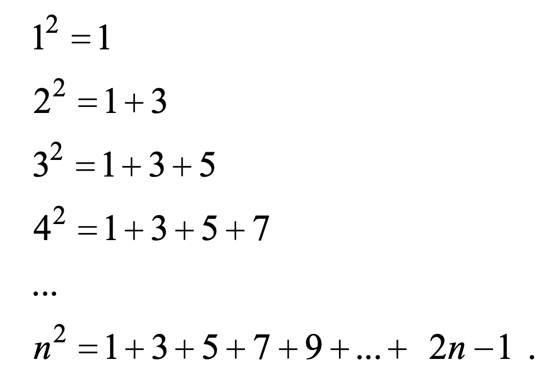 1² = 1
2² = 1 + 3
3² = 1 + 3 + 5
4² = 1 + 3 + 5 + 7
...
n² = 1 + 3 + 5 + 7 + 9 + ... + 2n − 1 .